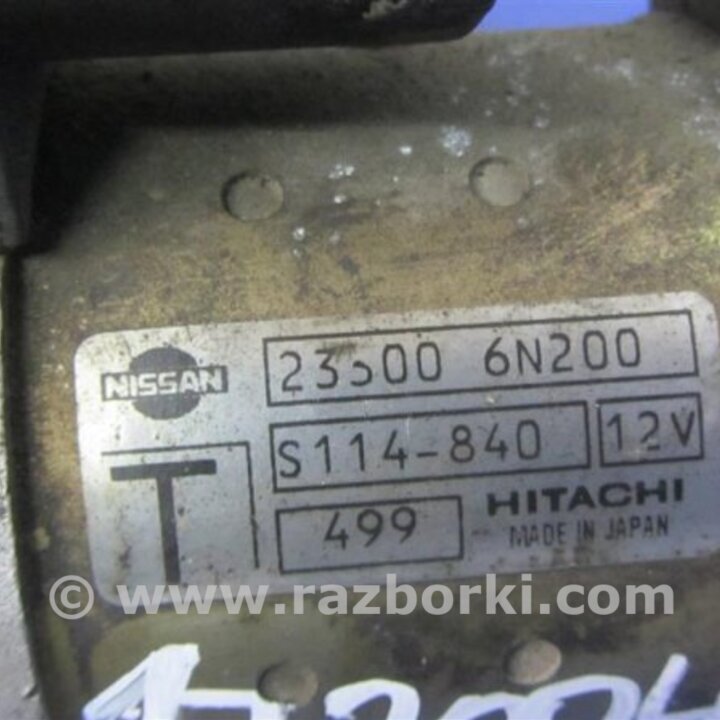 NISSAN
23300 6N200
T
S114-840
12V
499
HITACHI
MADE IN JAPAN
© www.razborki.com